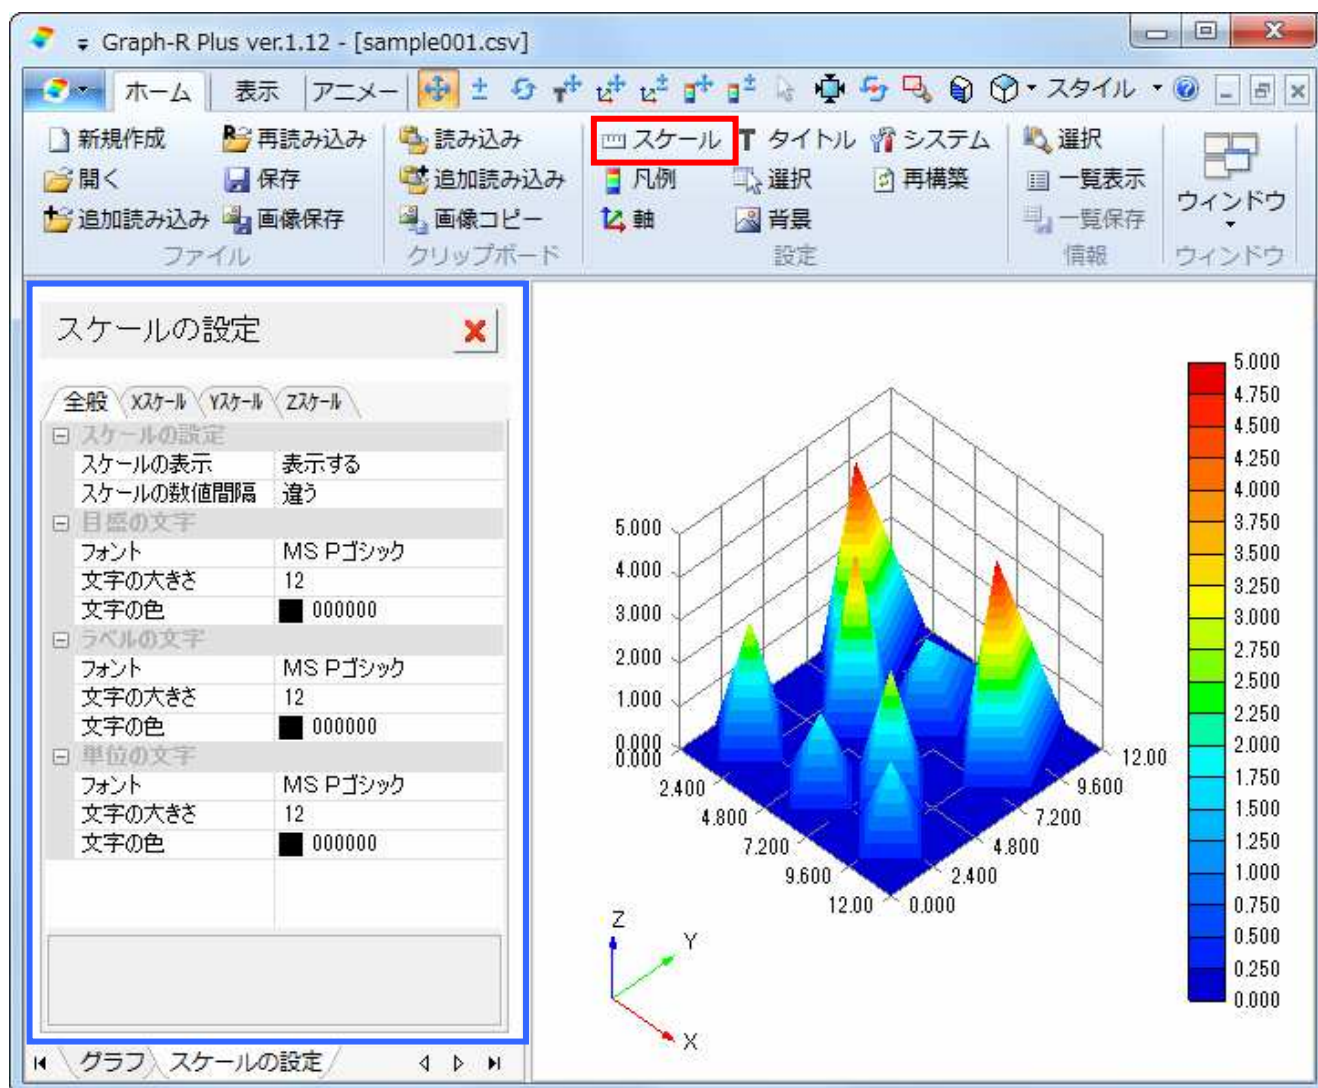 Graph-R Plus ver.1.12 - [sample001.csv]
ホーム 表示 アニメー スタイル
新規作成 再読み込み 読み込み スケール タイトル システム 選択
開く 保存 追加読み込み 凡例 選択 再構築 一覧表示 ウィンドウ
追加読み込み 画像保存 画像コピー 軸 背景 一覧保存
ファイル クリップボード 設定 情報 ウィンドウ
スケールの設定
全般 Xスケール Yスケール Zスケール
スケールの設定
スケールの表示 表示する
スケールの数値間隔 違う
目盛の文字
フォント MS Pゴシック
文字の大きさ 12
文字の色 000000
ラベルの文字
フォント MS Pゴシック
文字の大きさ 12
文字の色 000000
単位の文字
フォント MS Pゴシック
文字の大きさ 12
文字の色 000000
グラフ スケールの設定
5.000
4.000
3.000
2.000
1.000
0.000
0.000
2.400
4.800
7.200
9.600
12.00
0.000
2.400
4.800
7.200
9.600
12.00
Z
Y
X
5.000
4.750
4.500
4.250
4.000
3.750
3.500
3.250
3.000
2.750
2.500
2.250
2.000
1.750
1.500
1.250
1.000
0.750
0.500
0.250
0.000